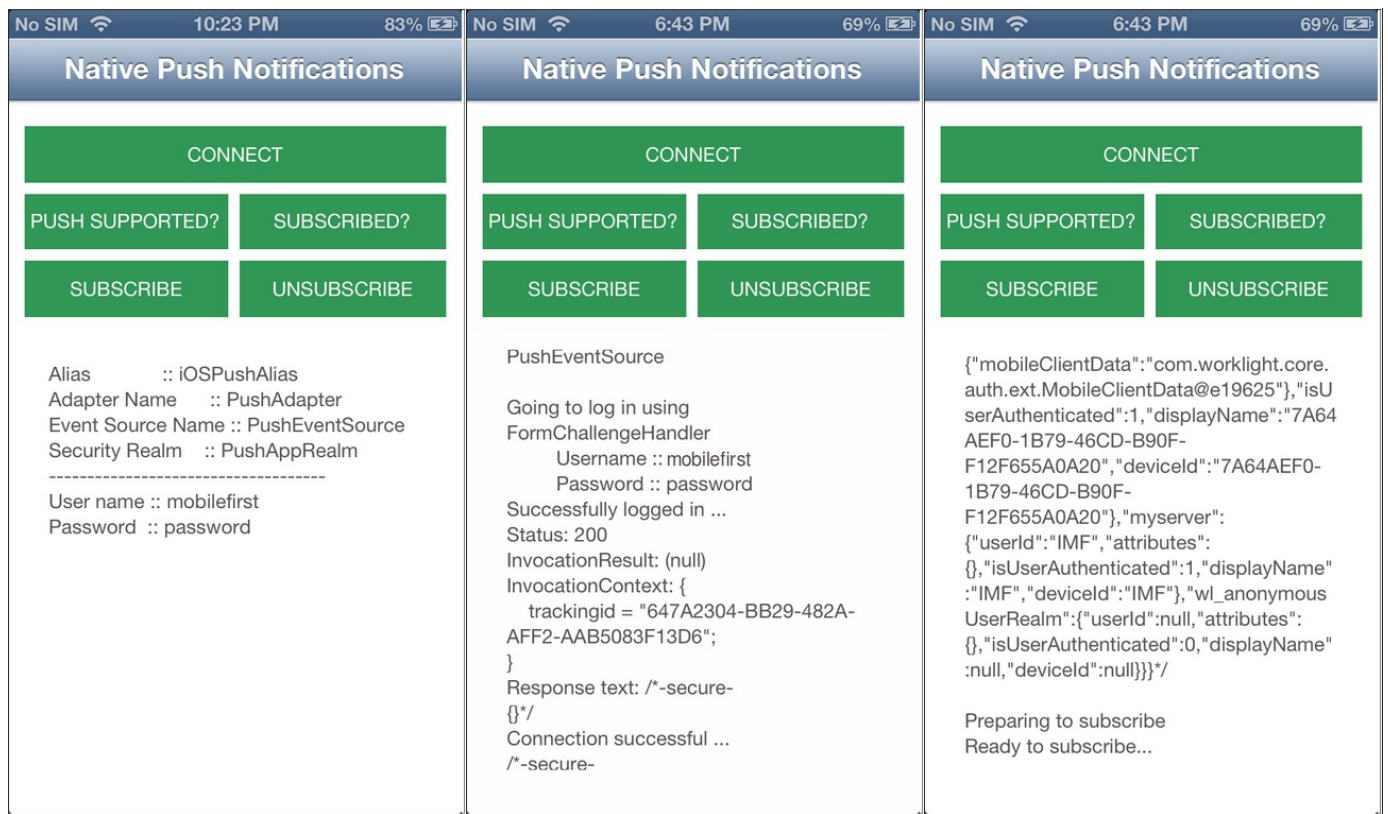 No SIM 10:23 PM 83%
Native Push Notifications
CONNECT
PUSH SUPPORTED? SUBSCRIBED?
SUBSCRIBE UNSUBSCRIBE
Alias :: iOSPushAlias
Adapter Name :: PushAdapter
Event Source Name :: PushEventSource
Security Realm :: PushAppRealm
------------------------------------
User name :: mobilefirst
Password :: password
No SIM 6:43 PM 69%
Native Push Notifications
CONNECT
PUSH SUPPORTED? SUBSCRIBED?
SUBSCRIBE UNSUBSCRIBE
PushEventSource
Going to log in using
FormChallengeHandler
Username :: mobilefirst
Password :: password
Successfully logged in ...
Status: 200
InvocationResult: (null)
InvocationContext: {
trackingid = "647A2304-BB29-482A-
AFF2-AAB5083F13D6";
}
Response text: /*-secure-
{}*/
Connection successful ...
/*-secure-
No SIM 6:43 PM 69%
Native Push Notifications
CONNECT
PUSH SUPPORTED? SUBSCRIBED?
SUBSCRIBE UNSUBSCRIBE
{"mobileClientData":"com.worklight.core.
auth.ext.MobileClientData@e19625"},"isU
serAuthenticated":1,"displayName":"7A64
AEF0-1B79-46CD-B90F-
F12F655A0A20","deviceId":"7A64AEF0-
1B79-46CD-B90F-
F12F655A0A20"},"myserver":
{"userId":"IMF","attributes":
{},"isUserAuthenticated":1,"displayName"
:"IMF","deviceId":"IMF"},"wl_anonymous
UserRealm":{"userId":null,"attributes":
{},"isUserAuthenticated":0,"displayName"
:null,"deviceId":null}}}*/
Preparing to subscribe
Ready to subscribe...